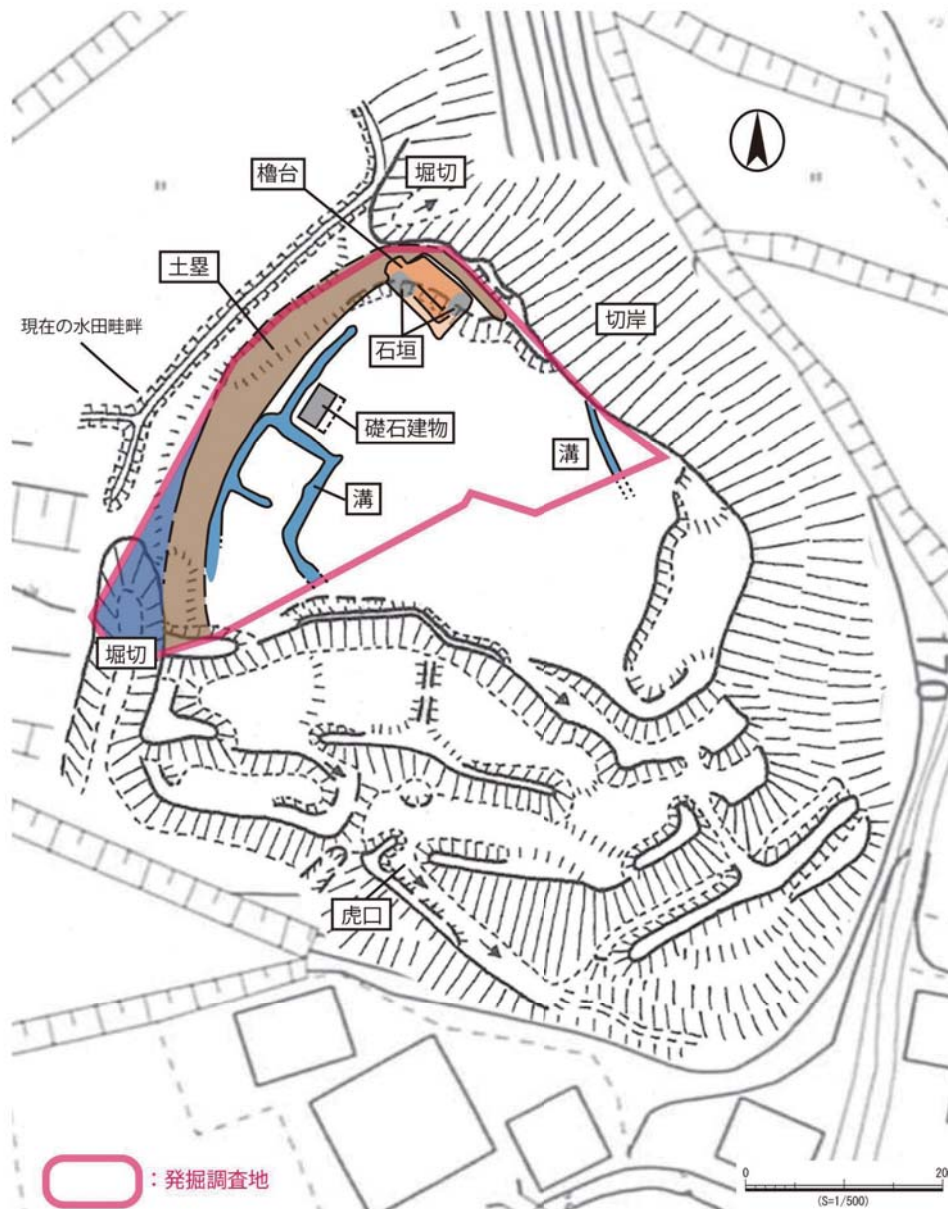 櫓台
堀切
土塁
現在の水田畦畔
切岸
石垣
礎石建物
溝
溝
堀切
170
虎口
：発掘調査地
0
20
(S=1/500)